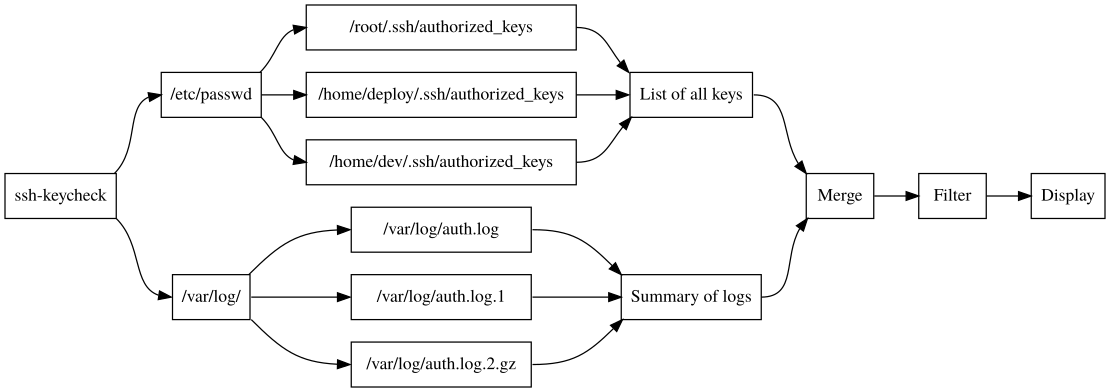 ssh-keycheck
/etc/passwd
/root/.ssh/authorized_keys
/home/deploy/.ssh/authorized_keys
/home/dev/.ssh/authorized_keys
List of all keys
/var/log/
/var/log/auth.log
/var/log/auth.log.1
/var/log/auth.log.2.gz
Summary of logs
Merge
Filter
Display